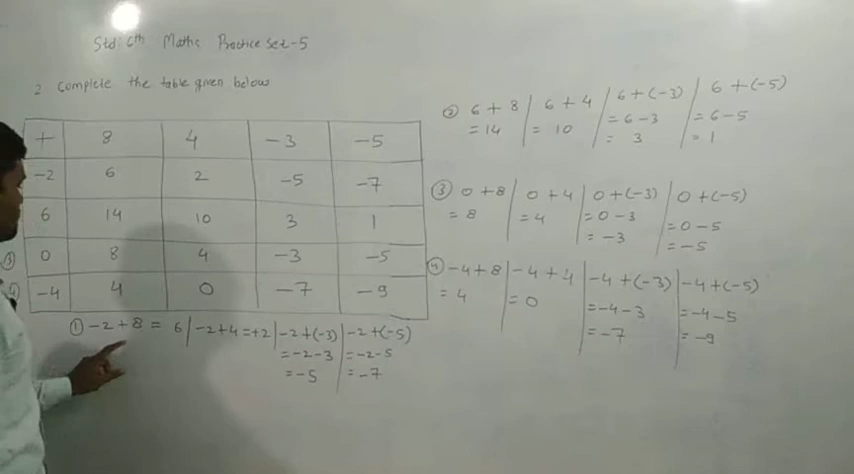 Std: 6th Maths Practice Set-5
2 Complete the table given below
+ 8 4 -3 -5
-2 6 2 -5 -7
6 14 10 3 1
③ 0 8 4 -3 -5
④ -4 4 0 -7 -9
① -2+8 = 6 | -2+4=+2 | -2+(-3) | -2+(-5)
=-2-3 | =-2-5
=-5 | =-7
② 6+8 | 6+4 | 6+(-3) | 6+(-5)
=14 | = 10 | =6-3 | =6-5
= 3 | = 1
③ 0+8 | 0+4 | 0+(-3) | 0+(-5)
=8 | =4 | =0-3 | =0-5
=-3 | =-5
④ -4+8 | -4+4 | -4+(-3) | -4+(-5)
= 4 | =0 | =-4-3 | =-4-5
=-7 | =-9